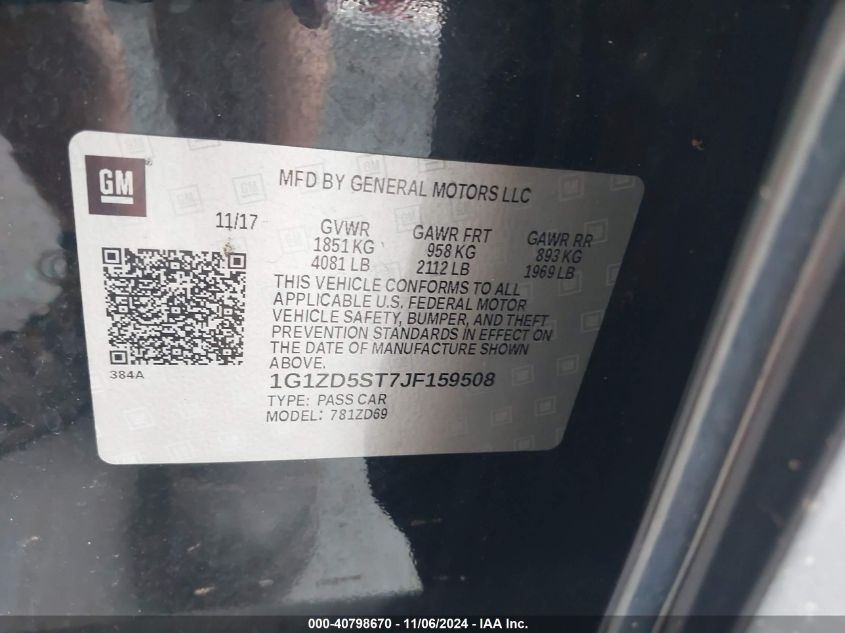 GM
MFD BY GENERAL MOTORS LLC
11/17
GVWR
1851 KG
4081 LB
GAWR FRT
958 KG
2112 LB
GAWR RR
893 KG
1969 LB
THIS VEHICLE CONFORMS TO ALL
APPLICABLE U.S. FEDERAL MOTOR
VEHICLE SAFETY, BUMPER, AND THEFT
PREVENTION STANDARDS IN EFFECT ON
THE DATE OF MANUFACTURE SHOWN
ABOVE.
384A
1G1ZD5ST7JF159508
TYPE: PASS CAR
MODEL: 781ZD69
000-40798670 - 11/06/2024 - IAA Inc.